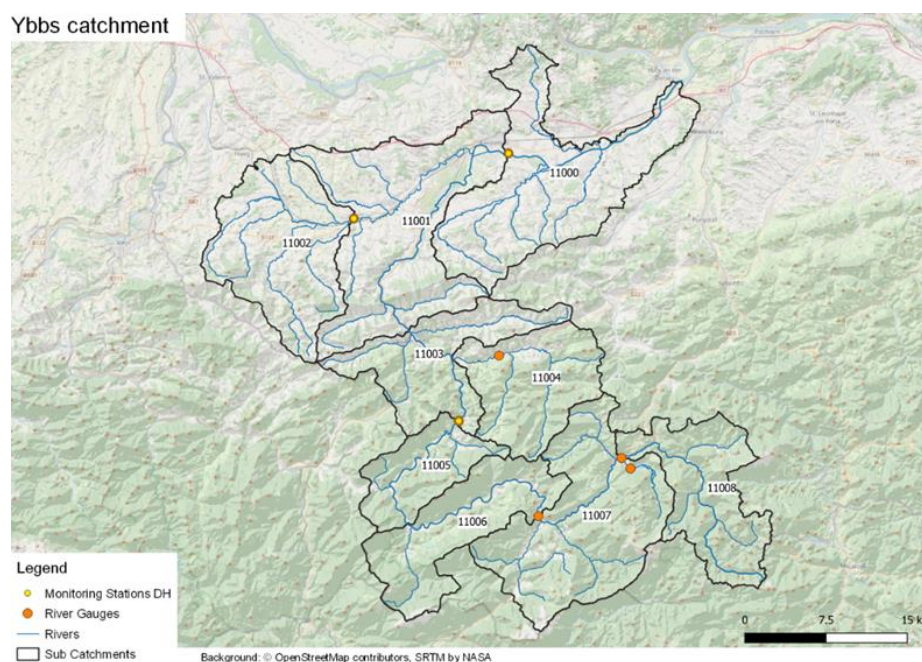 Ybbs catchment
11000
11001
11002
11003
11004
11005
11008
11006
11007
Legend
Monitoring Stations DH
River Gauges
Rivers
Sub Catchments
0 7.5 15 k
Background: © OpenStreetMap contributors, SRTM by NASA